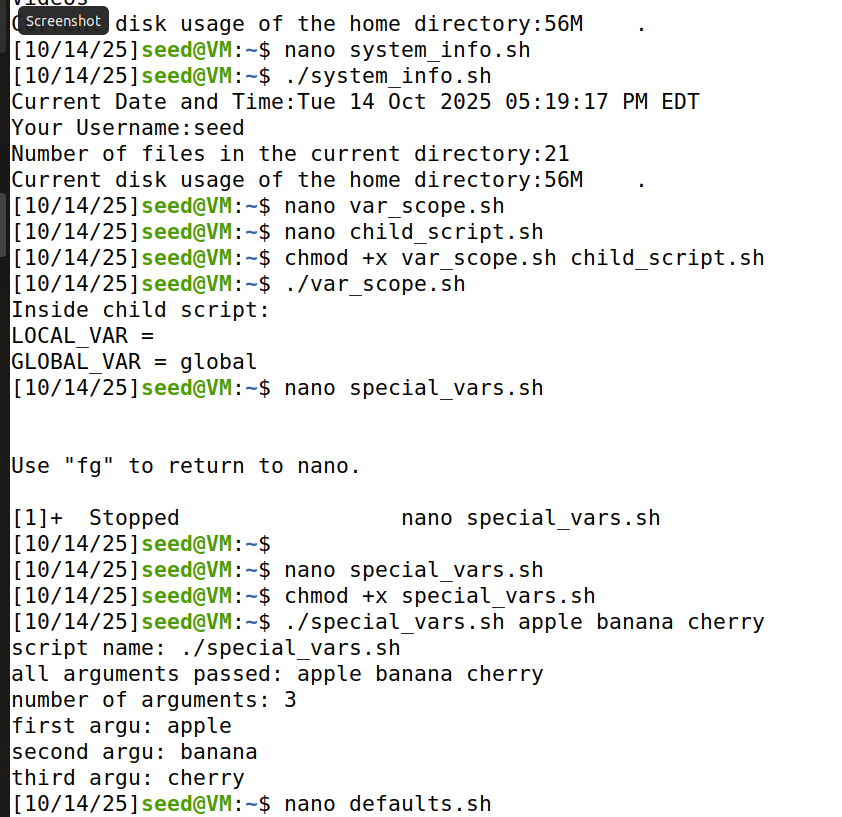 Videos
Screenshot
C disk usage of the home directory:56M    .
[10/14/25]seed@VM:~$ nano system_info.sh
[10/14/25]seed@VM:~$ ./system_info.sh
Current Date and Time:Tue 14 Oct 2025 05:19:17 PM EDT
Your Username:seed
Number of files in the current directory:21
Current disk usage of the home directory:56M    .
[10/14/25]seed@VM:~$ nano var_scope.sh
[10/14/25]seed@VM:~$ nano child_script.sh
[10/14/25]seed@VM:~$ chmod +x var_scope.sh child_script.sh
[10/14/25]seed@VM:~$ ./var_scope.sh
Inside child script:
LOCAL_VAR =
GLOBAL_VAR = global
[10/14/25]seed@VM:~$ nano special_vars.sh
Use "fg" to return to nano.
[1]+  Stopped                 nano special_vars.sh
[10/14/25]seed@VM:~$
[10/14/25]seed@VM:~$ nano special_vars.sh
[10/14/25]seed@VM:~$ chmod +x special_vars.sh
[10/14/25]seed@VM:~$ ./special_vars.sh apple banana cherry
script name: ./special_vars.sh
all arguments passed: apple banana cherry
number of arguments: 3
first argu: apple
second argu: banana
third argu: cherry
[10/14/25]seed@VM:~$ nano defaults.sh